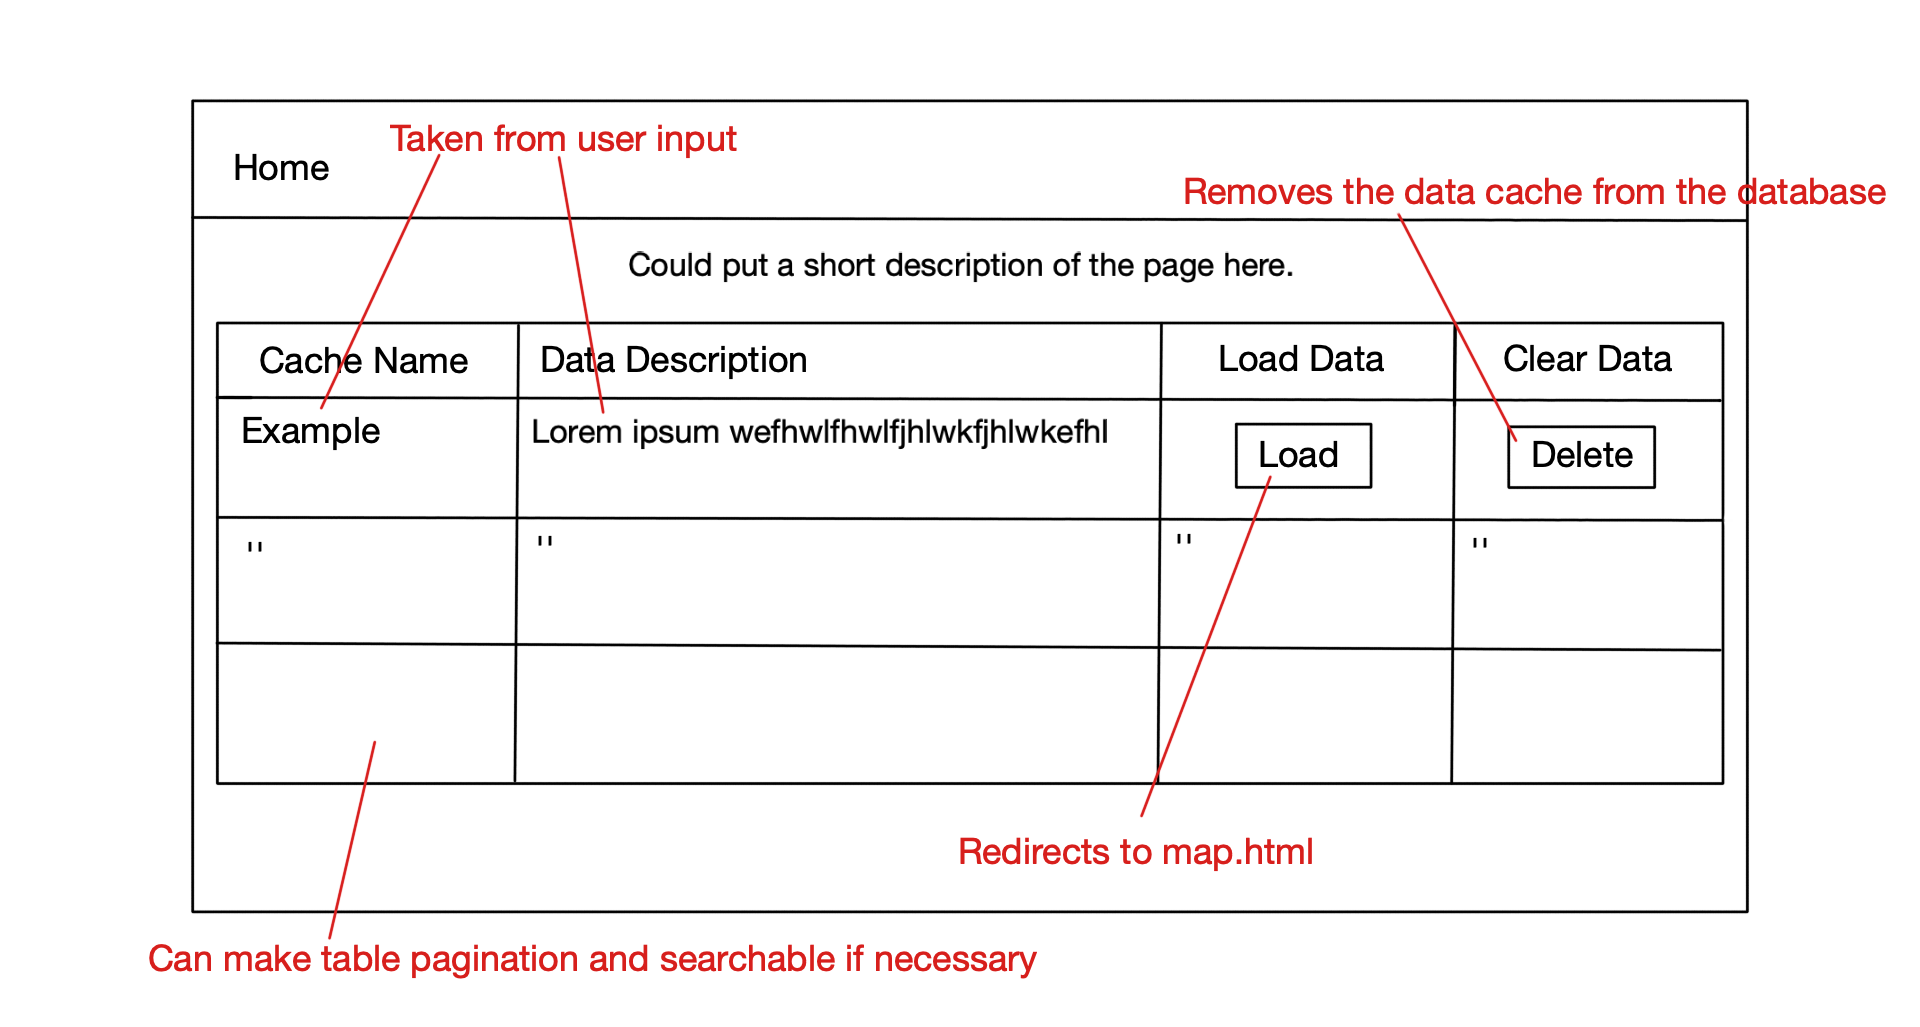 Taken from user input
Home
Removes the data cache from the database
Could put a short description of the page here.
Cache Name
Data Description
Load Data
Clear Data
Example
Lorem ipsum wefhwlfhwlfjhlwkfjhlwkefhl
Load
Delete
"
"
"
"
Redirects to map.html
Can make table pagination and searchable if necessary